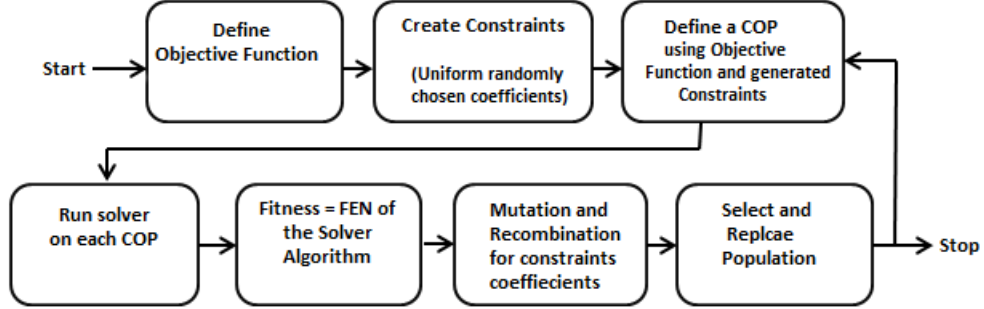 Start
Define
Objective Function
Create Constraints
(Uniform randomly
chosen coefficients)
Define a COP
using Objective
Function and generated
Constraints
Run solver
on each COP
Fitness = FEN of
the Solver
Algorithm
Mutation and
Recombination
for constraints
coeffiecients
Select and
Replcae
Population
Stop